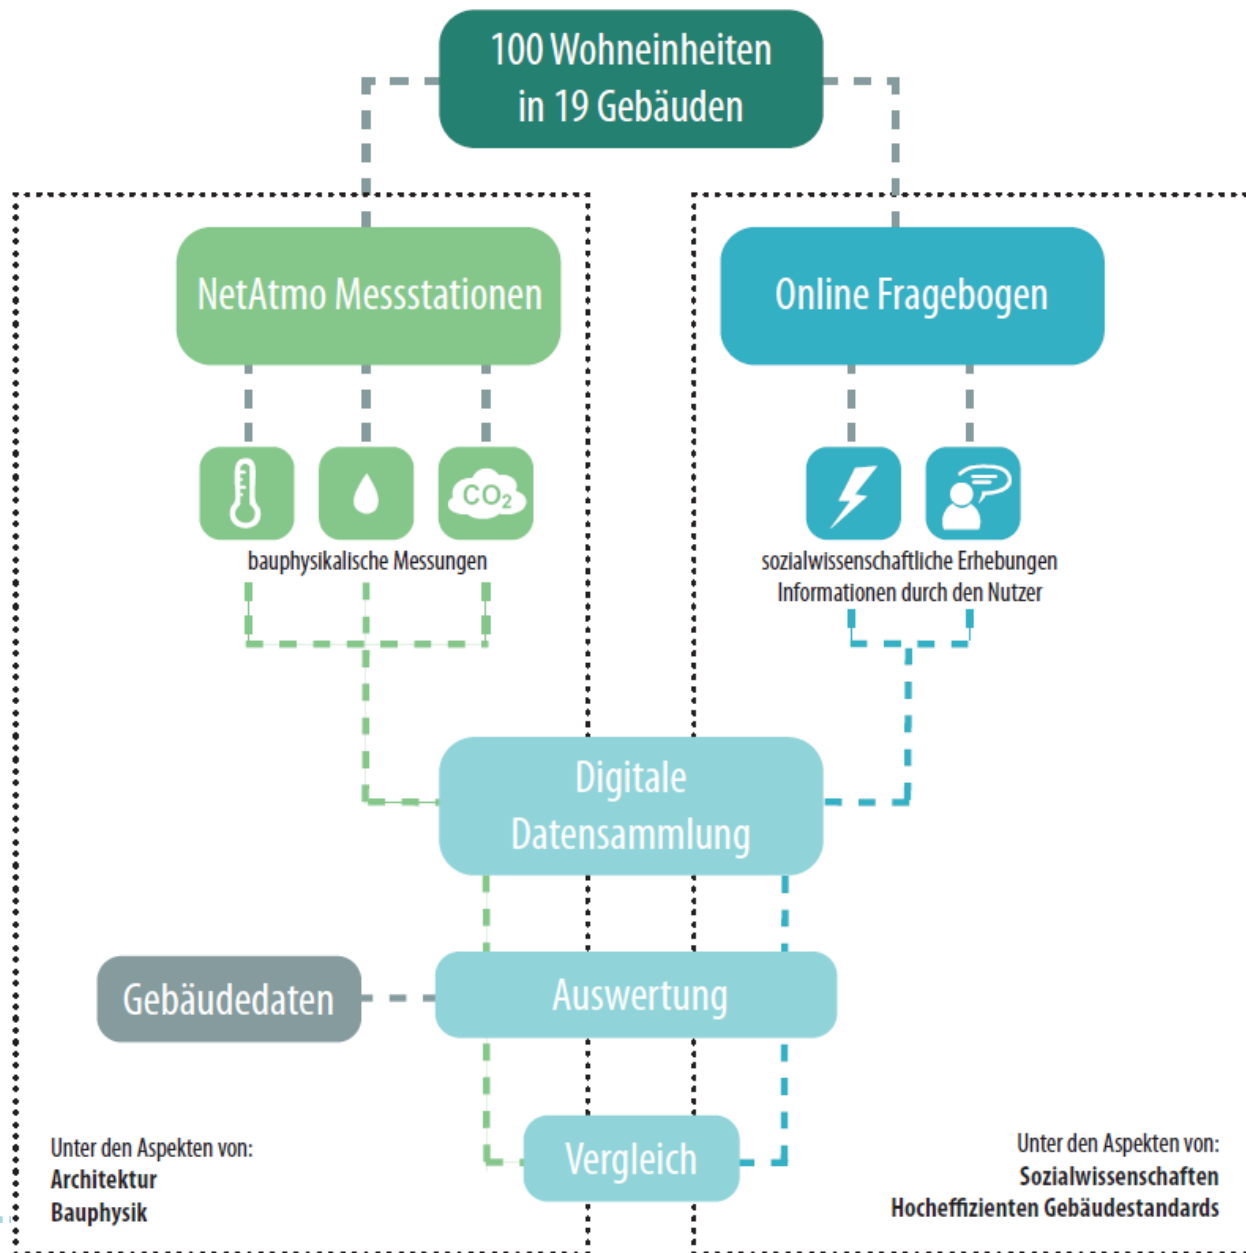 100 Wohneinheiten
in 19 Gebäuden
NetAtmo Messstationen
Online Fragebogen
CO₂
bauphysikalische Messungen
sozialwissenschaftliche Erhebungen
Informationen durch den Nutzer
Digitale
Datensammlung
Gebäudedaten
Auswertung
Vergleich
Unter den Aspekten von:
Architektur
Bauphysik
Unter den Aspekten von:
Sozialwissenschaften
Hocheffizienten Gebäudestandards